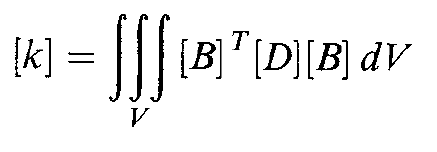 [k] = ∭_V [B]^T [D][B] dV